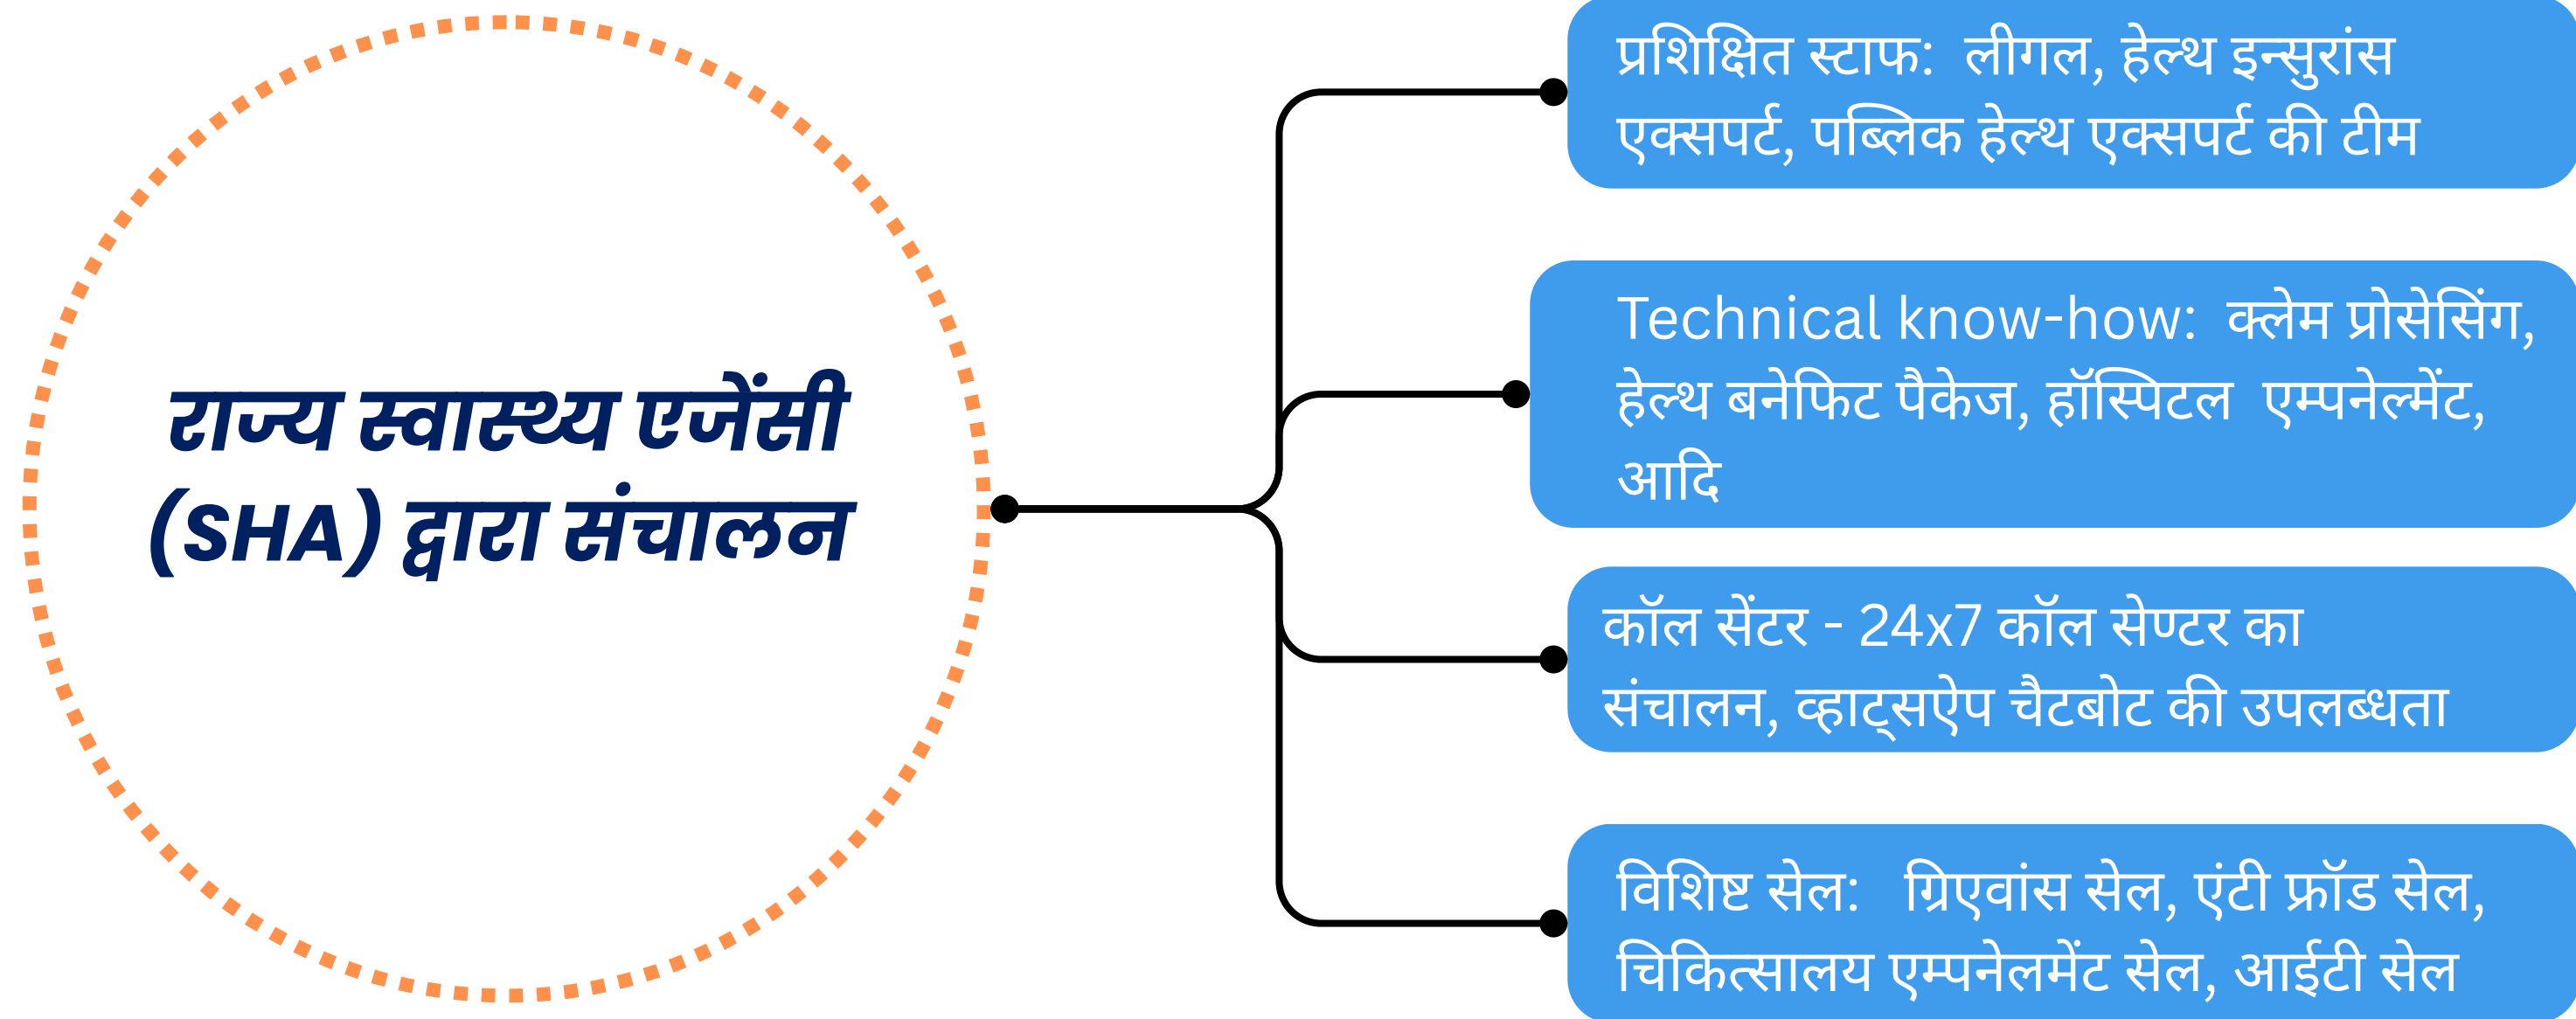 राज्य स्वास्थ्य एजेंसी
(SHA) द्वारा संचालन
प्रशिक्षित स्टाफ: लीगल, हेल्थ इन्सुरांस
एक्सपर्ट, पब्लिक हेल्थ एक्सपर्ट की टीम
Technical know-how: क्लेम प्रोसेसिंग,
हेल्थ बनेफिट पैकेज, हॉस्पिटल एम्पनेल्मेंट,
आदि
कॉल सेंटर - 24x7 कॉल सेण्टर का
संचालन, व्हाट्सऐप चैटबोट की उपलब्धता
विशिष्ट सेल: ग्रिएवांस सेल, एंटी फ्रॉड सेल,
चिकित्सालय एम्पनेलमेंट सेल, आईटी सेल